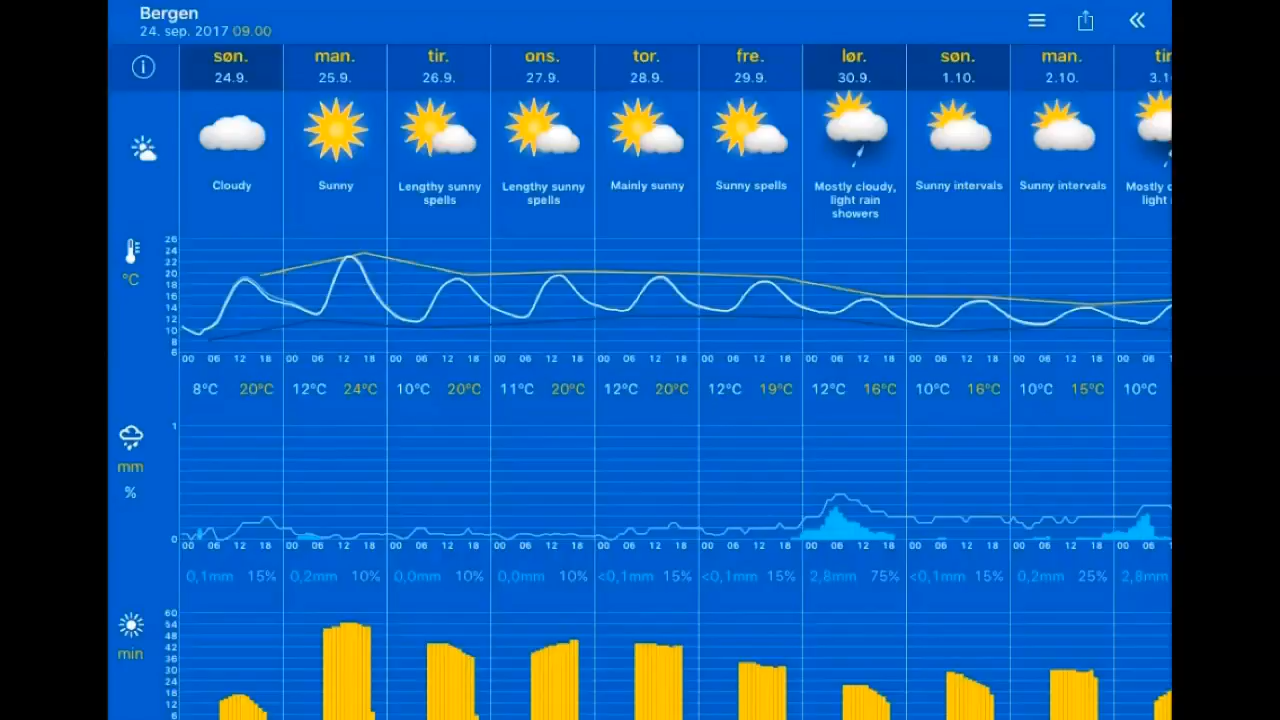 Bergen
24. sep. 2017 09.00
søn. man. tir. ons. tor. fre. lør. søn. man. tir
24.9. 25.9. 26.9. 27.9. 28.9. 29.9. 30.9. 1.10. 2.10. 3.1
Cloudy Sunny Lengthy sunny Lengthy sunny Mainly sunny Sunny spells Mostly cloudy, Sunny intervals Sunny intervals Mostly c
spells spells light rain light
showers
26
24
22
°C 20
18
16
14
12
10
8
6
00 06 12 18 00 06 12 18 00 06 12 18 00 06 12 18 00 06 12 18 00 06 12 18 00 06 12 18 00 06 12 18 00 06 12 18 00 06 1
8°C 20°C 12°C 24°C 10°C 20°C 11°C 20°C 12°C 20°C 12°C 19°C 12°C 16°C 10°C 16°C 10°C 15°C 10°C
1
mm
%
0
00 06 12 18 00 06 12 18 00 06 12 18 00 06 12 18 00 06 12 18 00 06 12 18 00 06 12 18 00 06 12 18 00 06 12 18 00 06 1
0,1mm 15% 0,2mm 10% 0,0mm 10% 0,0mm 10% <0,1mm 15% <0,1mm 15% 2,8mm 75% <0,1mm 15% 0,2mm 25% 2,8mm
60
54
48
42
min 36
30
24
18
12
6